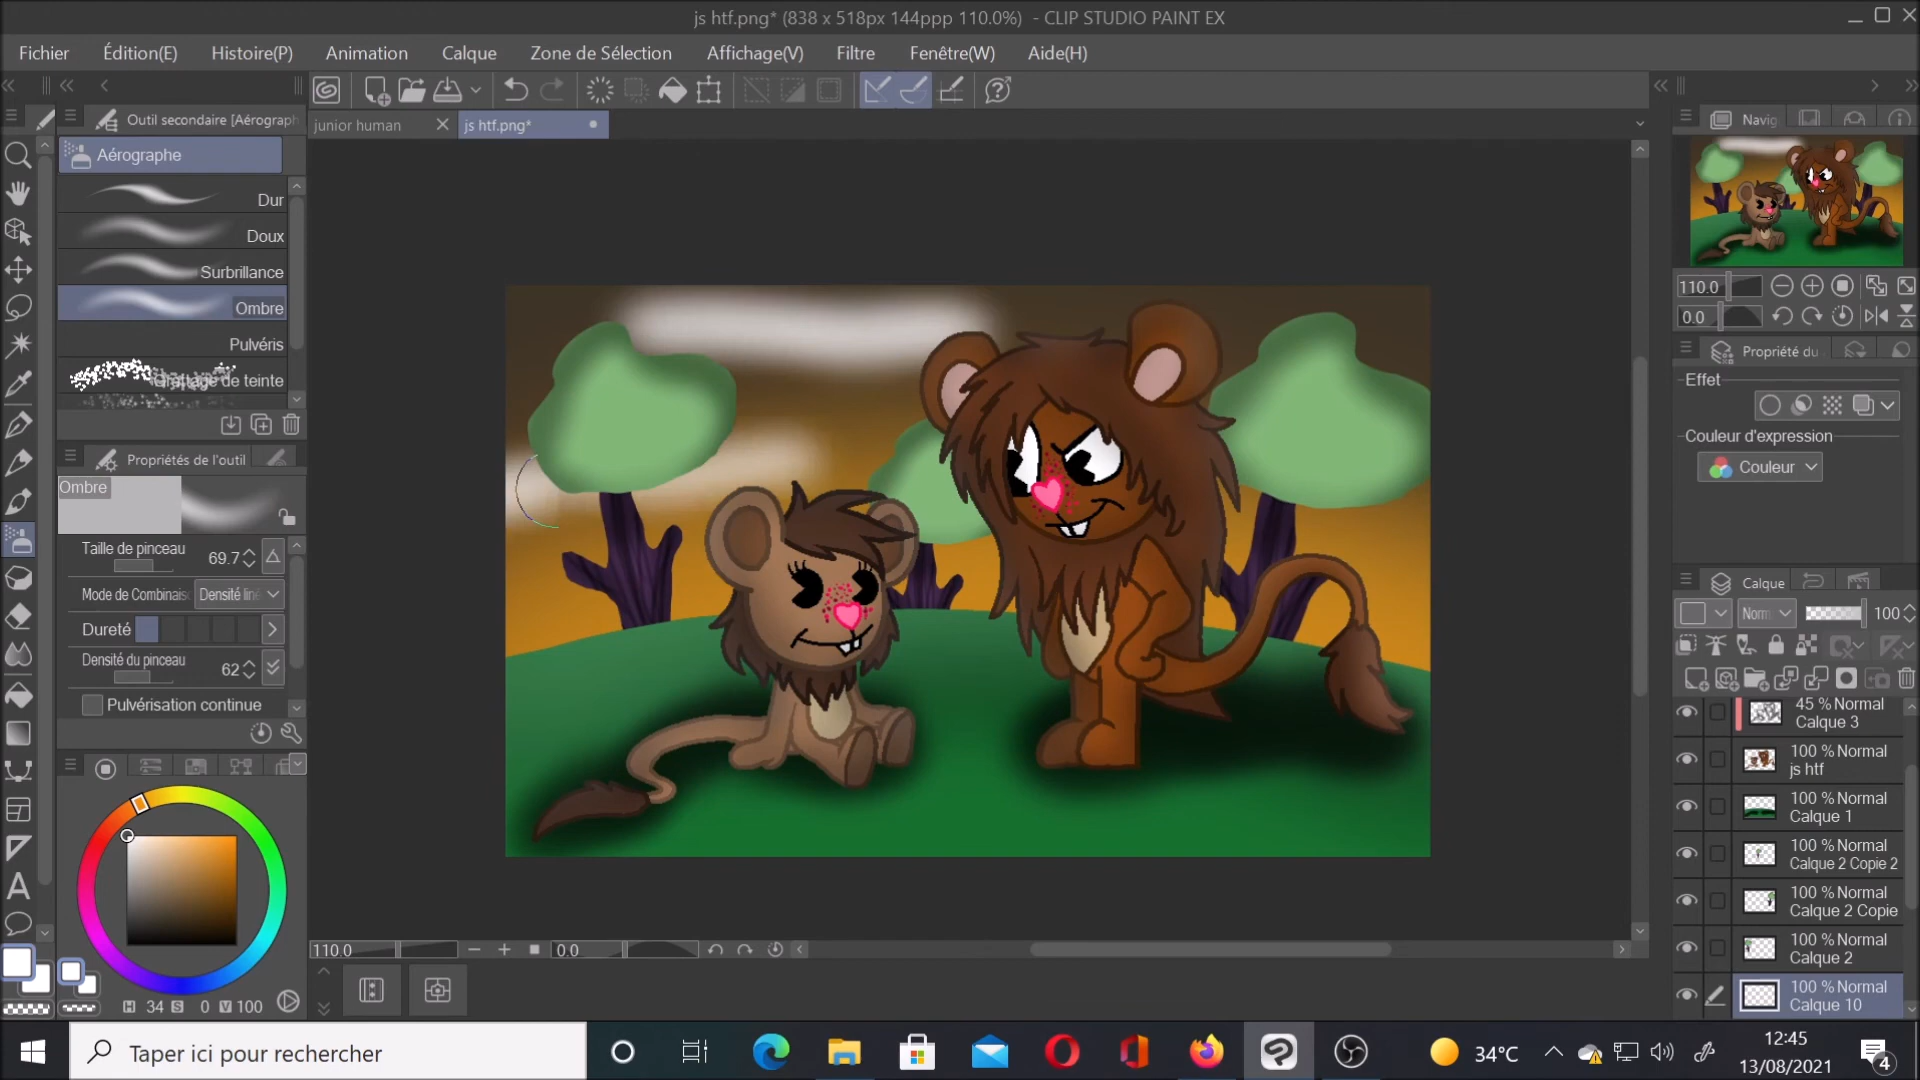 js htf.png* (838 x 518px 144ppp 110.0%) - CLIP STUDIO PAINT EX
Fichier Édition(E) Histoire(P) Animation Calque Zone de Sélection Affichage(V) Filtre Fenêtre(W) Aide(H)
Outil secondaire [Aérograph
junior human
js htf.png*
Navig
Aérographe
Dur
Doux
Surbrillance
Ombre
Pulvéris
de teinte
110.0
0.0
Propriété du
Effet
Couleur d'expression
Couleur
Propriétés de l'outil
Ombre
Taille de pinceau 69.7
Mode de Combinais Densité liné
Dureté
Densité du pinceau 62
Pulvérisation continue
Calque
Norm 100
45 %Normal
Calque 3
100 %Normal
js htf
100 %Normal
Calque 1
100 %Normal
Calque 2 Copie 2
100 %Normal
Calque 2 Copie
100 %Normal
Calque 2
100 %Normal
Calque 10
110.0 0.0
H 34 S 0 V 100
Taper ici pour rechercher
34°C
12:45
13/08/2021
4